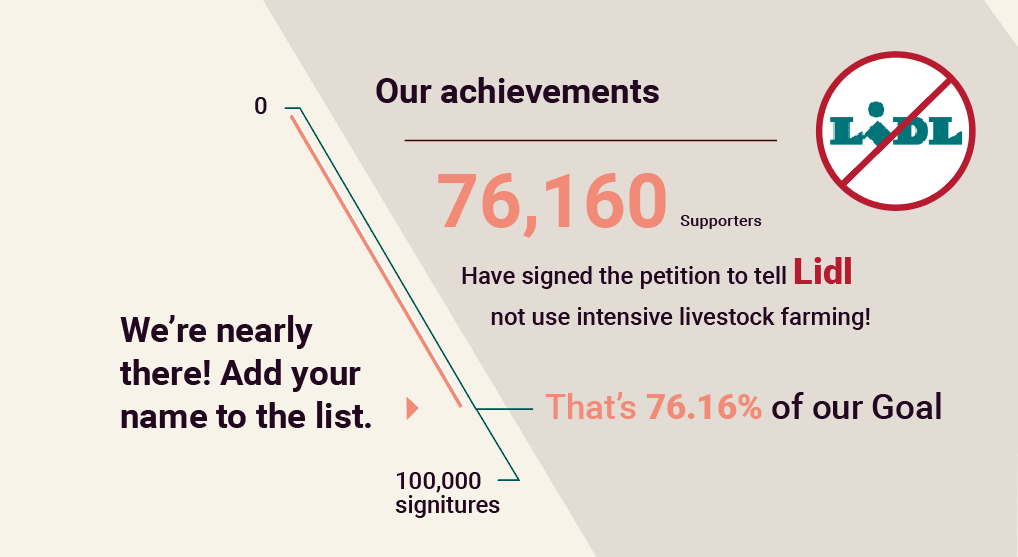 Our achievements
0
LiDL
76,160 Supporters
Have signed the petition to tell Lidl
not use intensive livestock farming!
We're nearly
there! Add your
name to the list.
That's 76.16% of our Goal
100,000
signitures